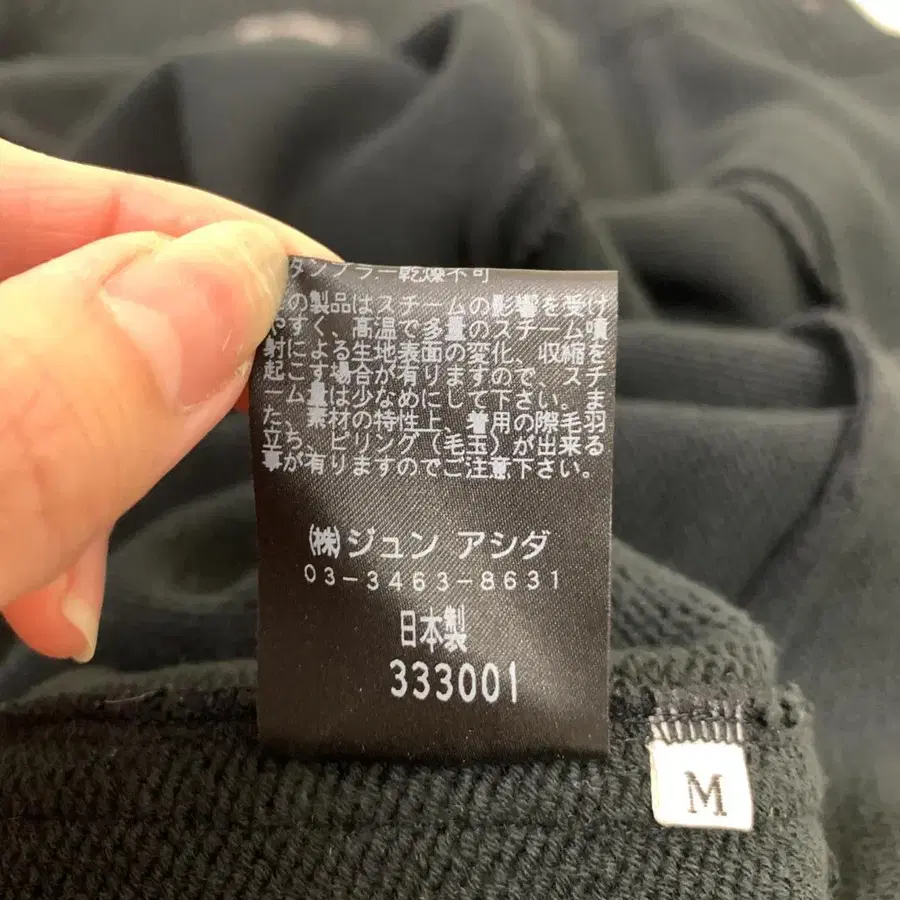 タンブラー乾燥不可
の製品はスチームの影響を受け
やすく、高温で多量のスチーム噴
射による生地表面の変化、収縮を
起こす場合が有りますので、スチ
ーム量は少なめにして下さい。ま
た、素材の特性上、着用の際毛羽
立ち、ピリング(毛玉)が出来る
事が有りますのでご注意下さい。
(株)ジュン アシダ
03-3463-8631
日本製
333001
M